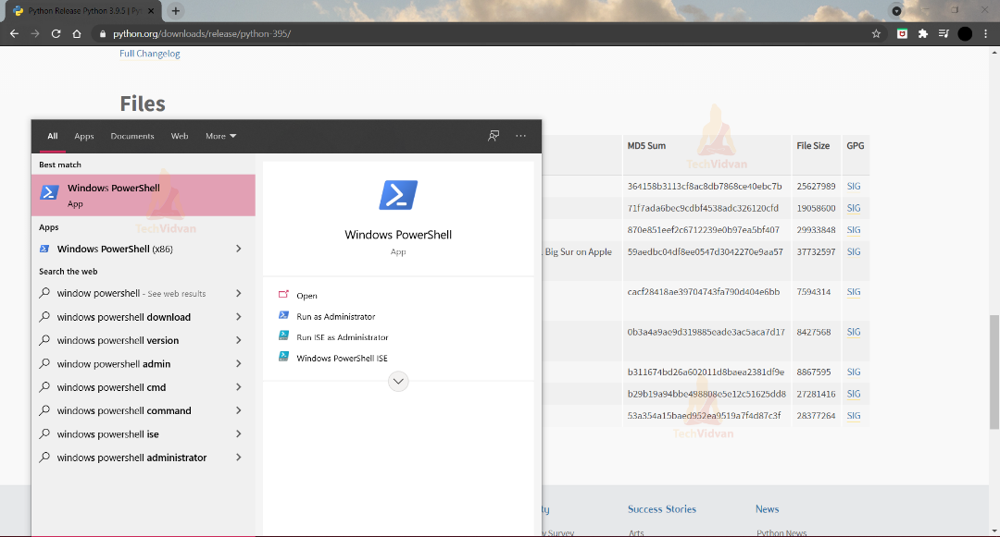 Python Release Python 3.9.5 | Pyt
python.org/downloads/release/python-395/
Full Changelog
Files
All Apps Documents Web More
Best match
Windows PowerShell
App
Apps
Windows PowerShell (x86)
Search the web
window powershell - See web results
windows powershell download
windows powershell version
window powershell admin
windows powershell cmd
windows powershell command
windows powershell ise
windows powershell administrator
TechVidvan
Windows PowerShell
App
Open
Run as Administrator
Run ISE as Administrator
Windows PowerShell ISE
MD5 Sum File Size GPG
TechVidvan
364158b3113cf8ac8db7868ce40ebc7b 25627989 SIG
71f7ada6bec9cdbf4538adc326120cfd 19058600 SIG
870e851eef2c6712239e0b97ea5bf407 29933848 SIG
Big Sur on Apple 59aedbc04df8ee0547d3042270e9aa57 37732597 SIG
cacf28418ae39704743fa790d404e6bb 7594314 SIG
0b3a4a9ae9d319885eade3ac5aca7d17 8427568 SIG
b311674bd26a602011d8baea2381df9e 8867595 SIG
b29b19a94bbe498808e5e12c51625dd8 27281416 SIG
53a354a15baed952ea9519a7f4d87c3f 28377264 SIG
TechVidvan
Success Stories News
Survey Arts Python News